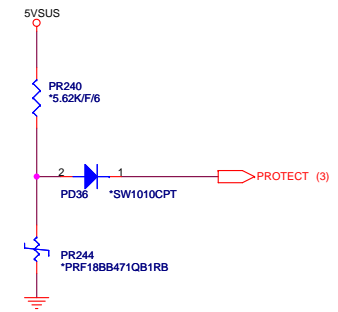 5VSUS
PR240
*5.62K/F/6
2 1
PROTECT (3)
PD36 *SW1010CPT
PR244
*PRF18BB471QB1RB